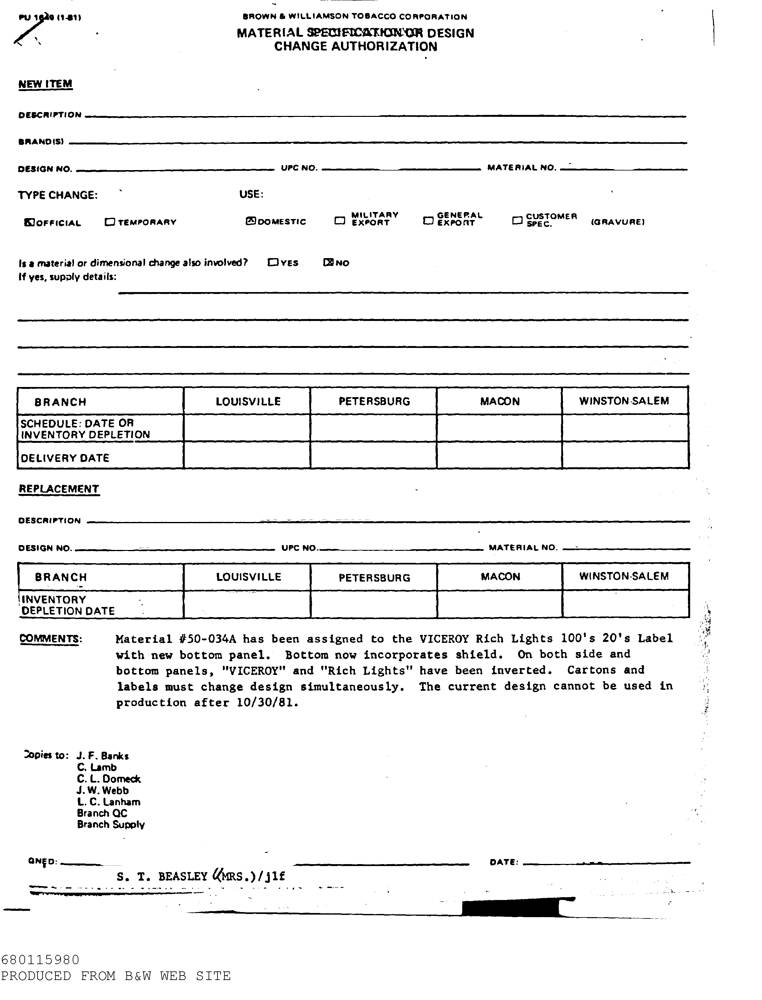 PU 1649 (1-81)
BROWN & WILLIAMSON TOBACCO CORPORATION
MATERIAL SPECIFICATION OR DESIGN
CHANGE AUTHORIZATION
NEW ITEM
DESCRIPTION
BRAND(S)
DESIGN NO. UPC NO. MATERIAL NO.
TYPE CHANGE: USE:
OFFICIAL TEMPORARY DOMESTIC MILITARY EXPORT GENERAL EXPORT CUSTOMER SPEC. (GRAVURE)
Is a material or dimensional change also involved? YES NO
If yes, supply details:
BRANCH LOUISVILLE PETERSBURG MACON WINSTON-SALEM
SCHEDULE: DATE OR
INVENTORY DEPLETION
DELIVERY DATE
REPLACEMENT
DESCRIPTION
DESIGN NO. UPC NO. MATERIAL NO.
BRANCH LOUISVILLE PETERSBURG MACON WINSTON-SALEM
INVENTORY
DEPLETION DATE
COMMENTS: Material #50-034A has been assigned to the VICEROY Rich Lights 100's 20's Label
with new bottom panel. Bottom now incorporates shield. On both side and
bottom panels, "VICEROY" and "Rich Lights" have been inverted. Cartons and
labels must change design simultaneously. The current design cannot be used in
production after 10/30/81.
Copies to: J. F. Banks
C. Lamb
C. L. Domeck
J. W. Webb
L. C. Lanham
Branch QC
Branch Supply
GNED: DATE:
S. T. BEASLEY (MRS.)/jlf
680115980
PRODUCED FROM B&W WEB SITE